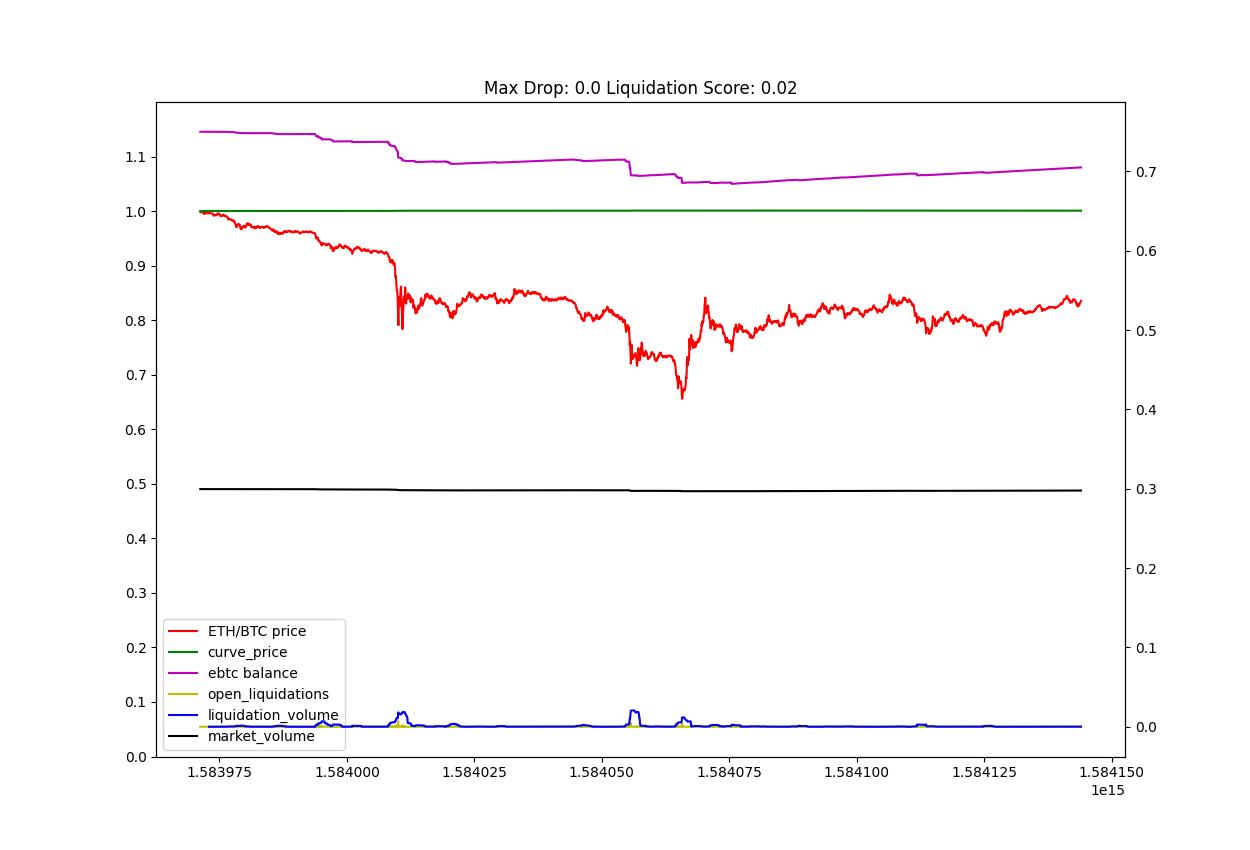 Max Drop: 0.0 Liquidation Score: 0.02
1.1
1.0
0.9
0.8
0.7
0.6
0.5
0.4
0.3
0.2
0.1
0.0
0.7
0.6
0.5
0.4
0.3
0.2
0.1
0.0
ETH/BTC price
curve_price
ebtc balance
open_liquidations
liquidation_volume
market_volume
1.583975 1.584000 1.584025 1.584050 1.584075 1.584100 1.584125 1.584150
1e15